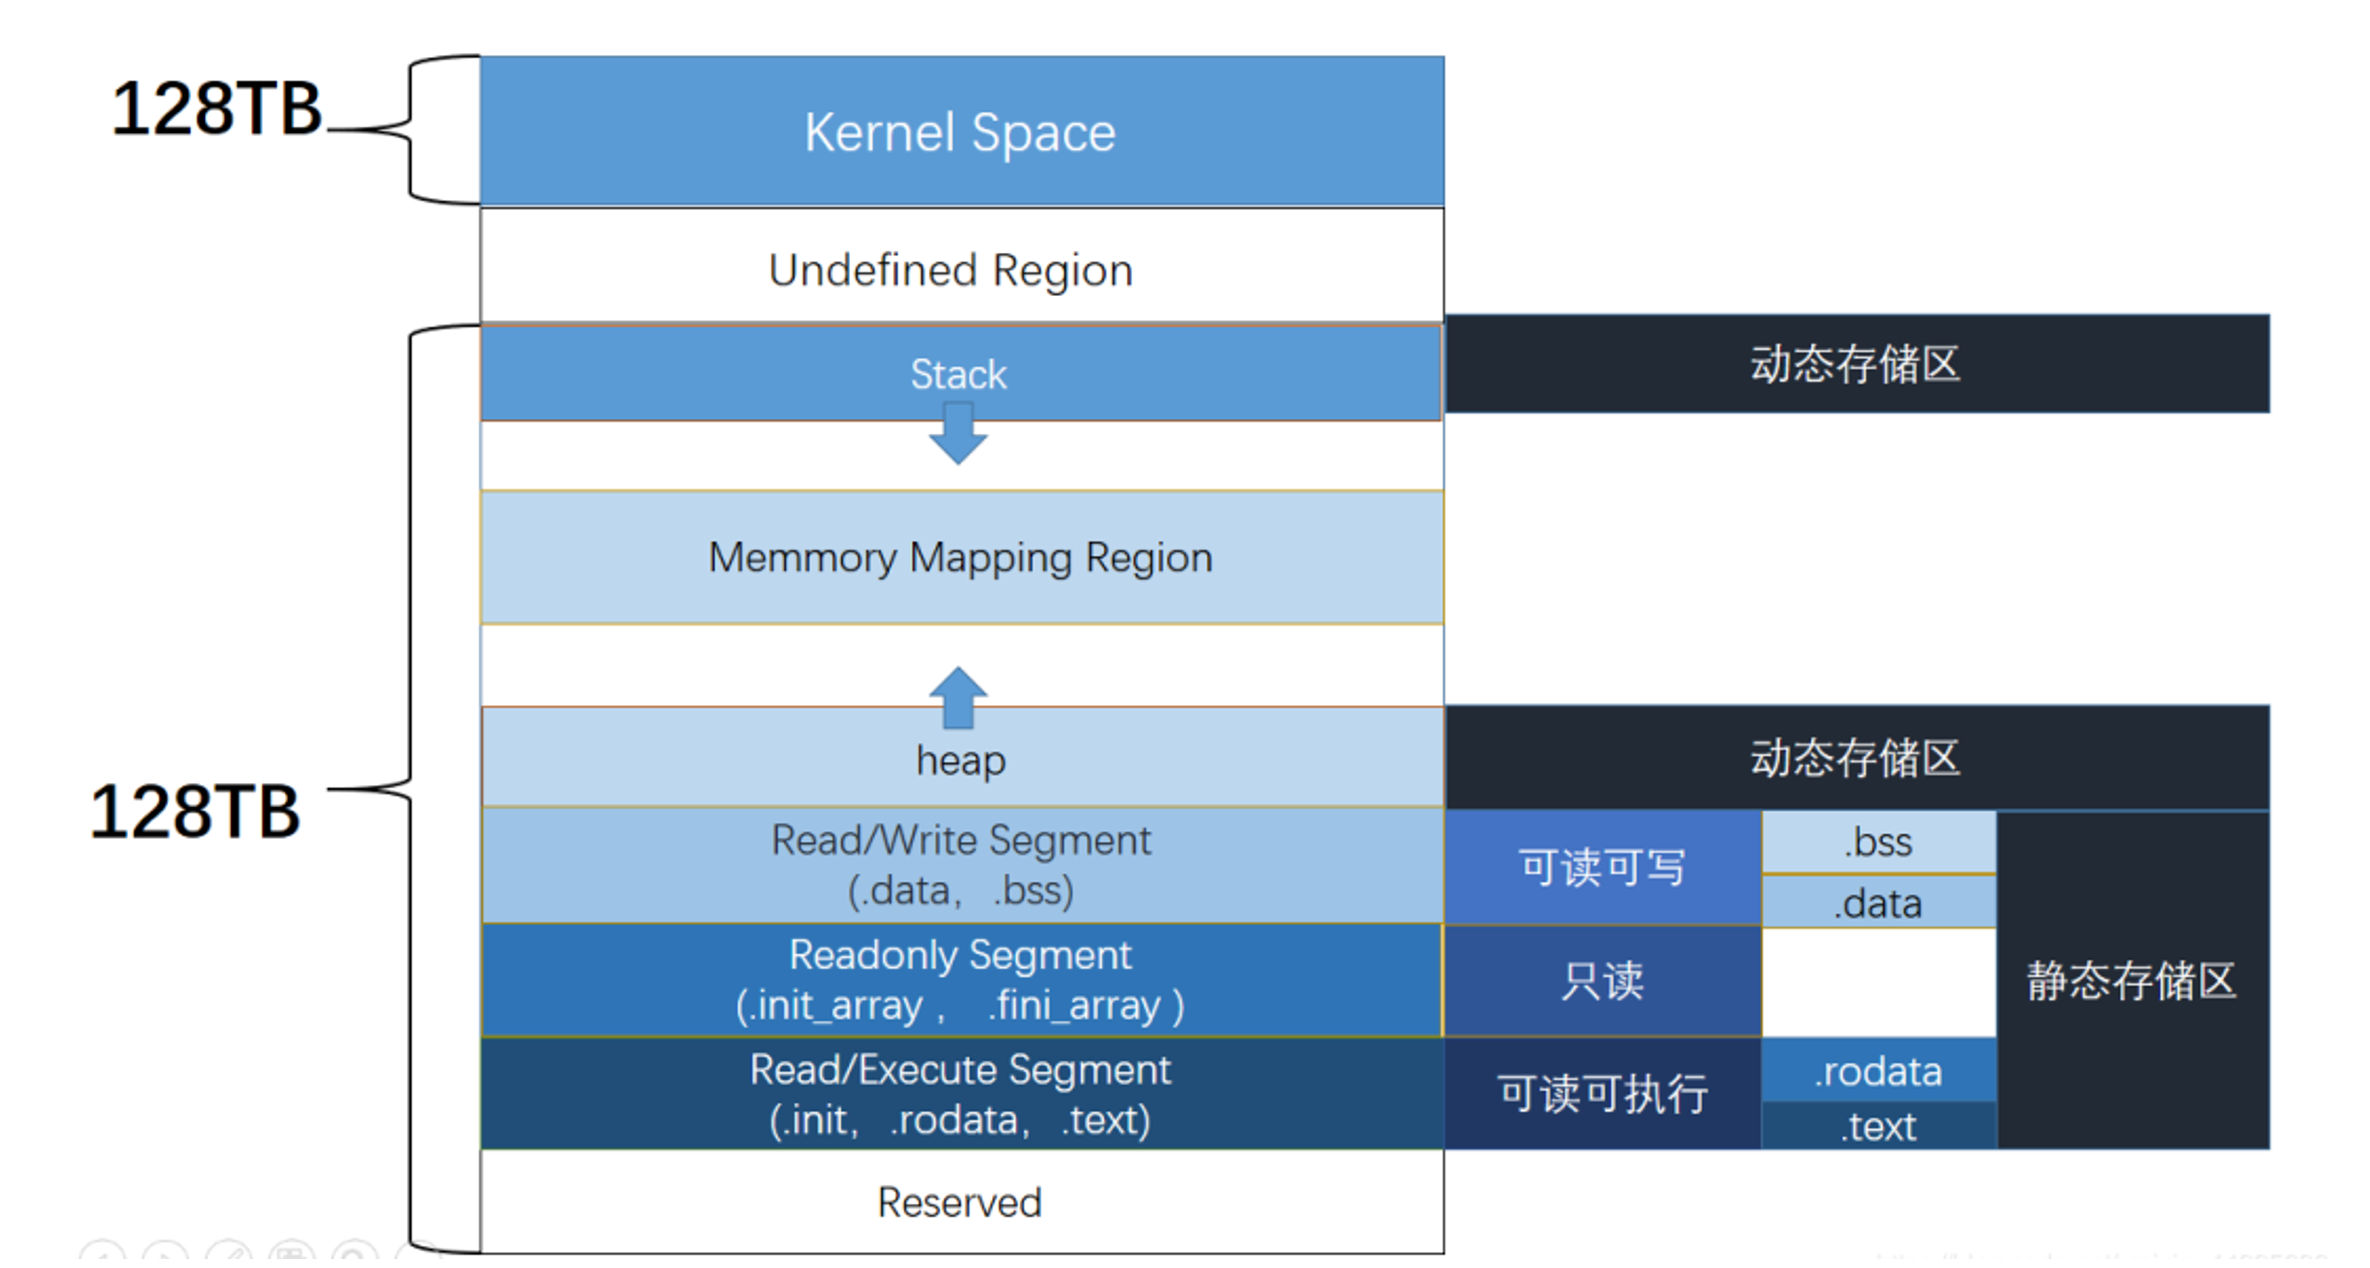 128TB
Kernel Space
Undefined Region
Stack
动态存储区
Memmory Mapping Region
heap
动态存储区
128TB
Read/Write Segment
(.data, .bss)
可读可写
.bss
.data
Readonly Segment
(.init_array , .fini_array )
只读
静态存储区
Read/Execute Segment
(.init, .rodata, .text)
可读可执行
.rodata
.text
Reserved